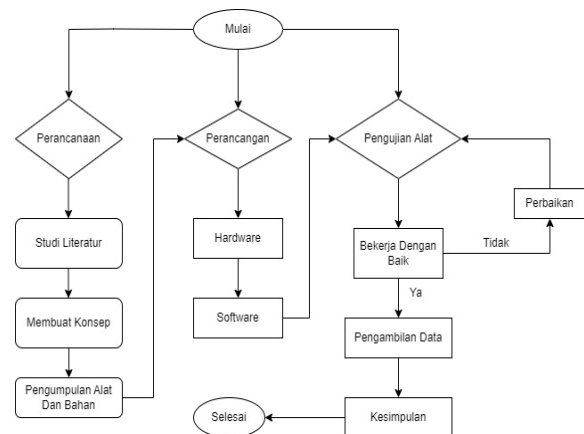 Mulai
Perancanaan
Studi Literatur
Membuat Konsep
Pengumpulan Alat
Dan Bahan
Perancangan
Hardware
Software
Pengujian Alat
Perbaikan
Bekerja Dengan
Baik
Tidak
Ya
Pengambilan Data
Kesimpulan
Selesai